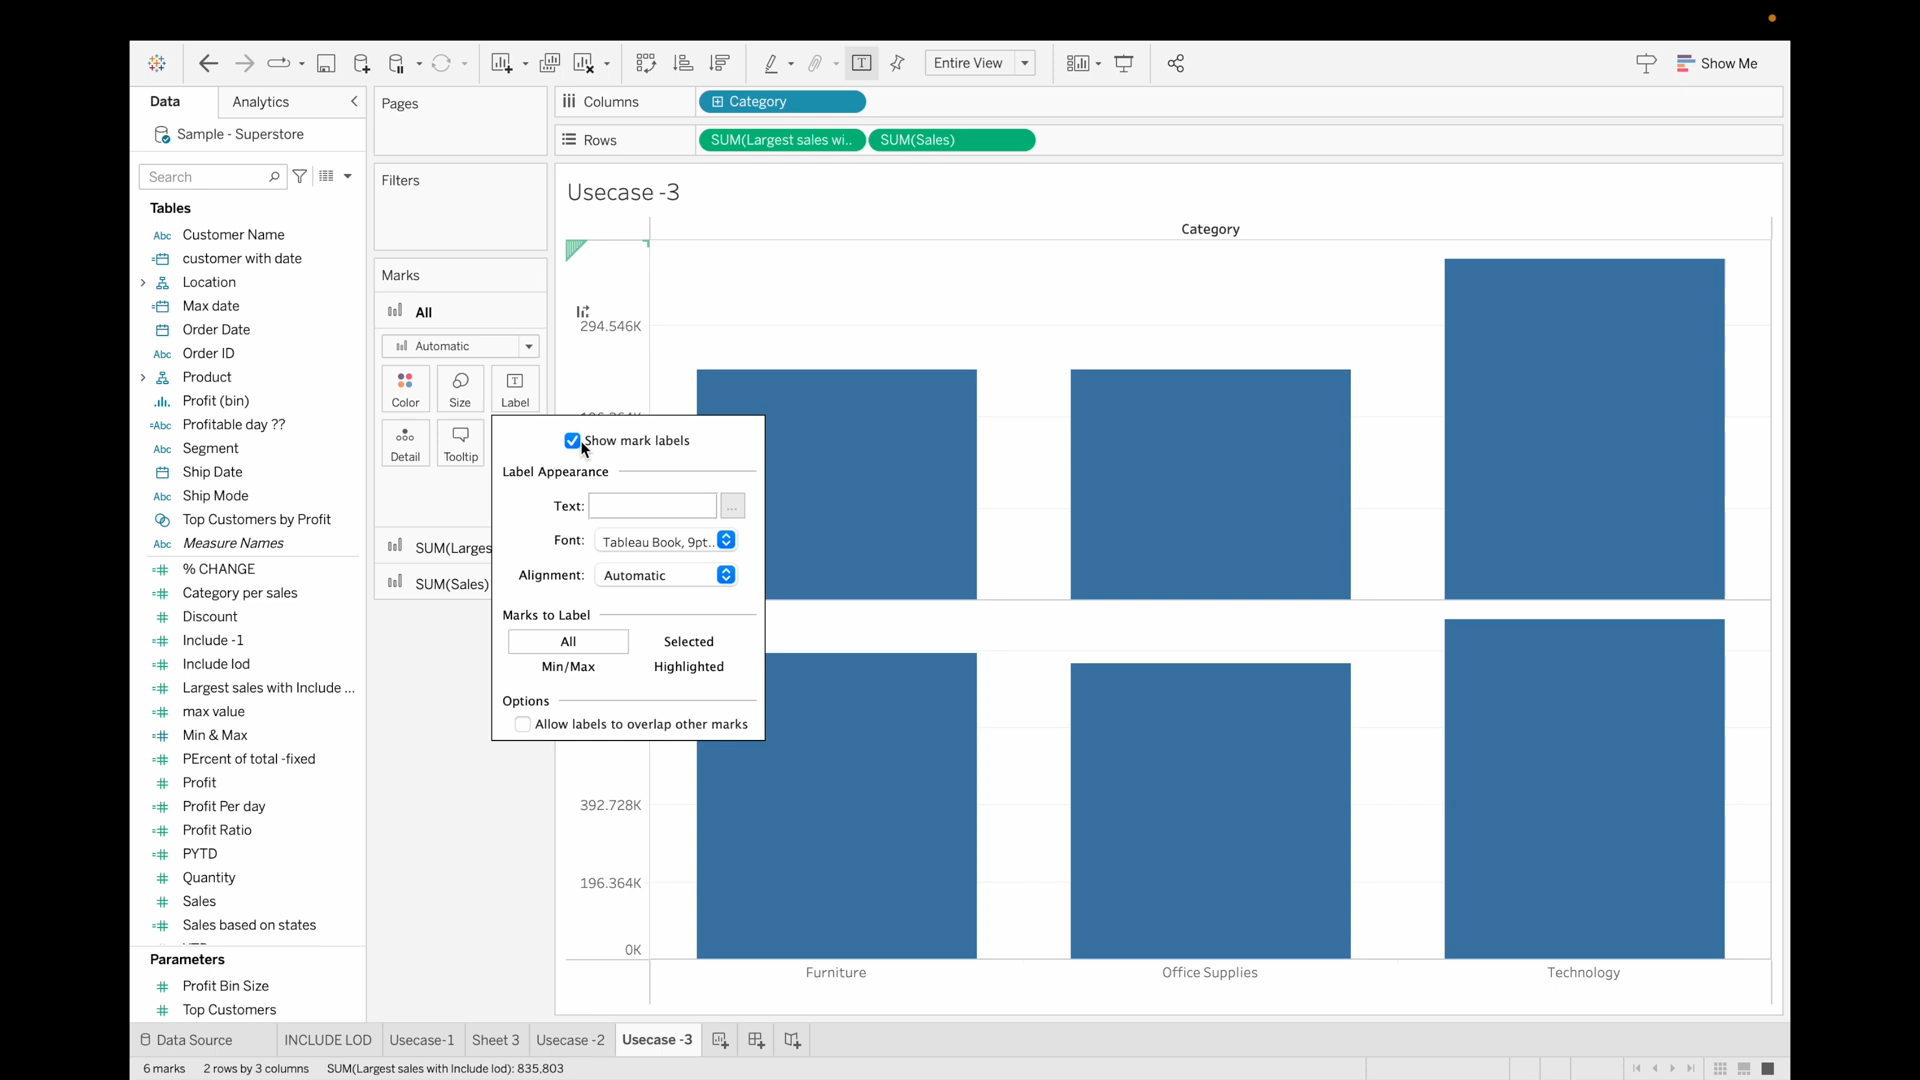 Entire View
Show Me
Data
Analytics
Pages
Columns
Category
Sample - Superstore
Rows
SUM(Largest sales wi..
SUM(Sales)
Search
Filters
Usecase -3
Tables
Category
Customer Name
customer with date
Location
Max date
Order Date
Order ID
Product
Profit (bin)
Profitable day ??
Segment
Ship Date
Ship Mode
Top Customers by Profit
Measure Names
% CHANGE
Category per sales
Discount
Include -1
Include lod
Largest sales with Include ...
max value
Min & Max
PErcent of total -fixed
Profit
Profit Per day
Profit Ratio
PYTD
Quantity
Sales
Sales based on states
Parameters
Profit Bin Size
Top Customers
Marks
All
Automatic
Color
Size
Label
Detail
Tooltip
SUM(Larges
SUM(Sales)
Show mark labels
Label Appearance
Text:
...
Font:
Tableau Book, 9pt..
Alignment:
Automatic
Marks to Label
All
Selected
Min/Max
Highlighted
Options
Allow labels to overlap other marks
294.546K
392.728K
196.364K
0K
Furniture
Office Supplies
Technology
Data Source
INCLUDE LOD
Usecase-1
Sheet 3
Usecase -2
Usecase -3
6 marks
2 rows by 3 columns
SUM(Largest sales with Include lod): 835,803